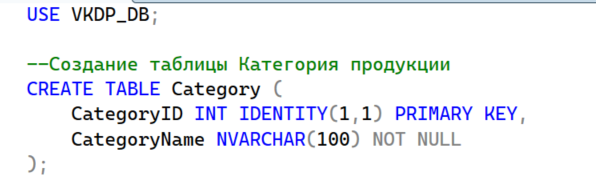 USE VKDP_DB;
--Создание таблицы Категория продукции
CREATE TABLE Category (
    CategoryID INT IDENTITY(1,1) PRIMARY KEY,
    CategoryName NVARCHAR(100) NOT NULL
);